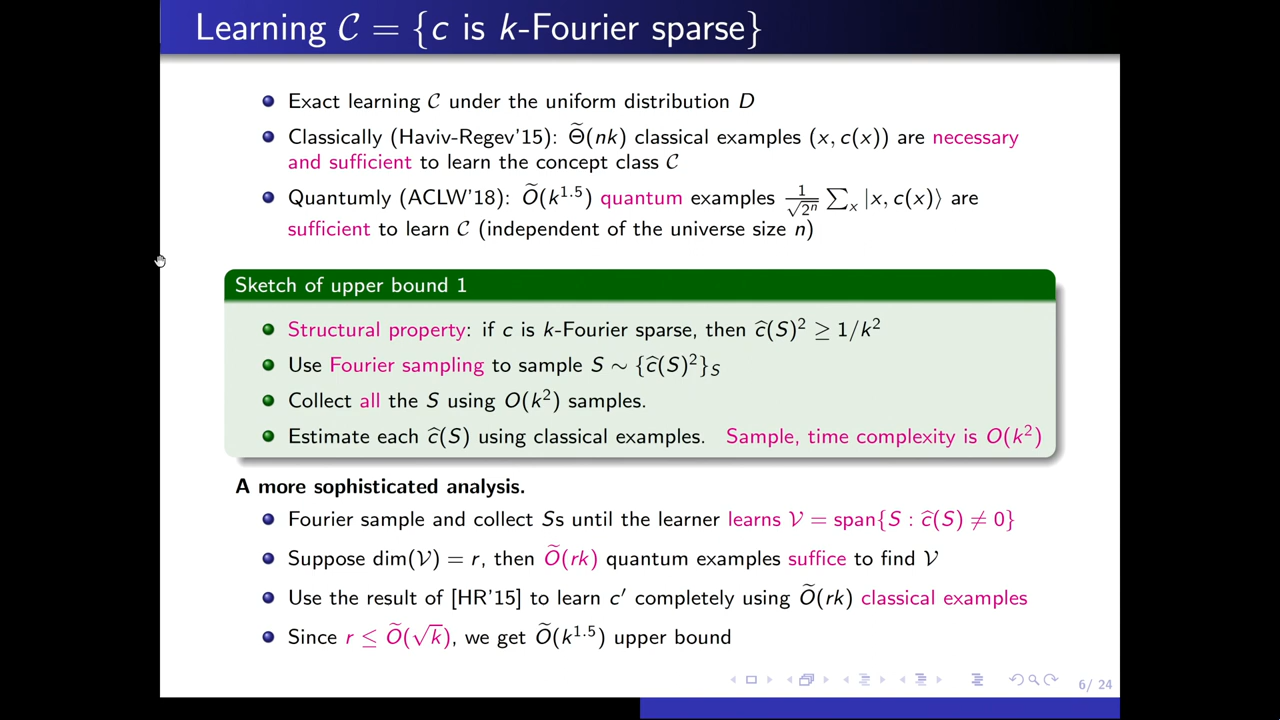 Learning 𝒞 = {c is k-Fourier sparse}
Exact learning 𝒞 under the uniform distribution D
Classically (Haviv-Regev'15): Θ̃(nk) classical examples (x, c(x)) are necessary
and sufficient to learn the concept class 𝒞
Quantumly (ACLW'18): Õ(k^1.5) quantum examples 1/√2^n ∑_x |x, c(x)⟩ are
sufficient to learn 𝒞 (independent of the universe size n)
Sketch of upper bound 1
Structural property: if c is k-Fourier sparse, then ĉ(S)² ≥ 1/k²
Use Fourier sampling to sample S ∼ {ĉ(S)²}_S
Collect all the S using O(k²) samples.
Estimate each ĉ(S) using classical examples. Sample, time complexity is O(k²)
A more sophisticated analysis.
Fourier sample and collect Ss until the learner learns 𝒱 = span{S : ĉ(S) ≠ 0}
Suppose dim(𝒱) = r, then Õ(rk) quantum examples suffice to find 𝒱
Use the result of [HR'15] to learn c′ completely using Õ(rk) classical examples
Since r ≤ Õ(√k), we get Õ(k^1.5) upper bound
6/ 24